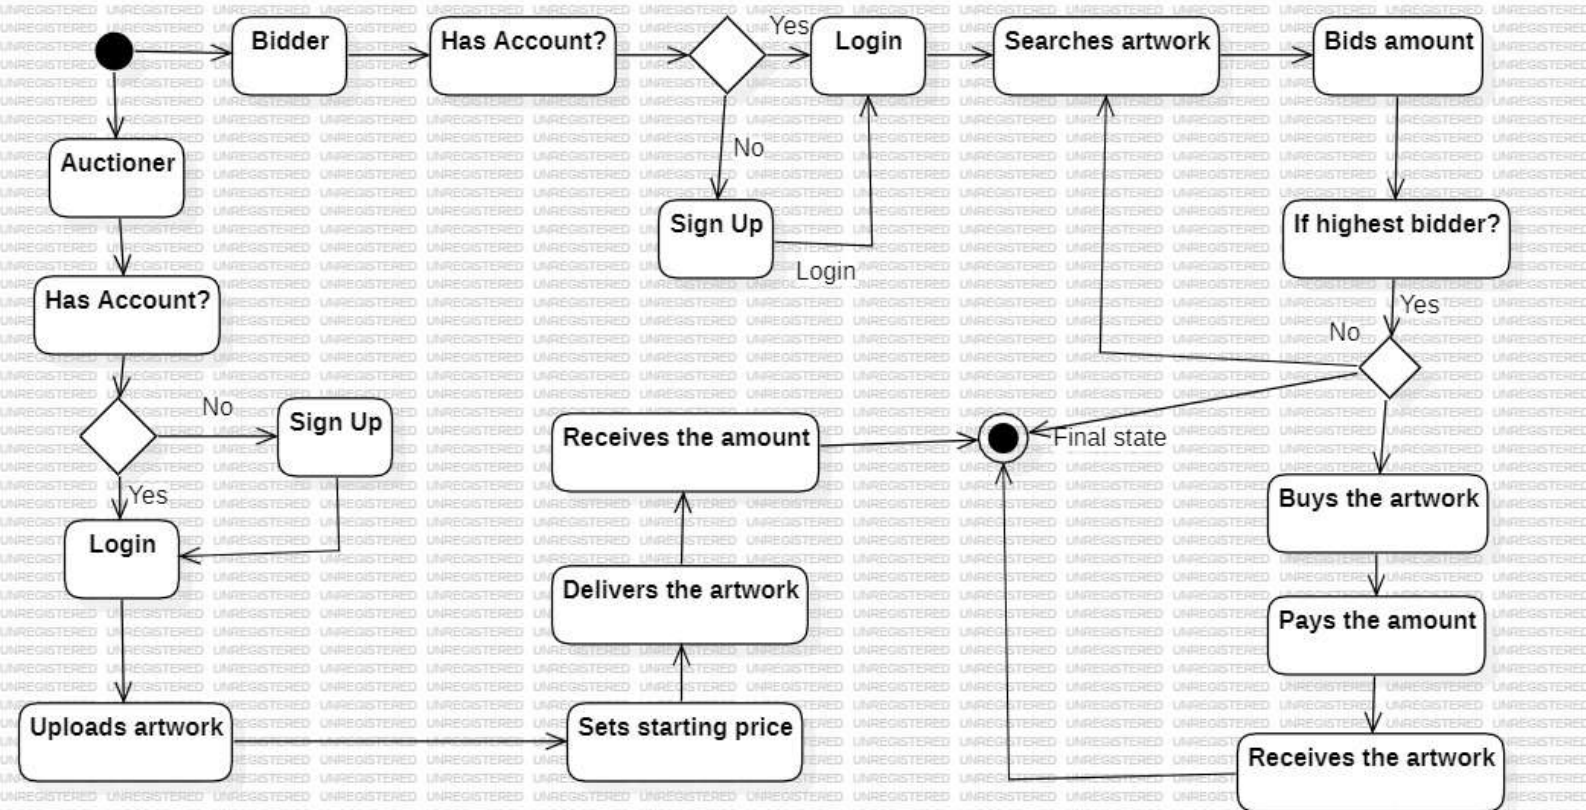 Bidder
Has Account?
Yes
Login
Searches artwork
Bids amount
Auctioner
No
Sign Up
Login
If highest bidder?
Has Account?
Yes
No
No
Sign Up
Receives the amount
Final state
Yes
Login
Buys the artwork
Delivers the artwork
Pays the amount
Uploads artwork
Sets starting price
Receives the artwork
UNREGISTERED